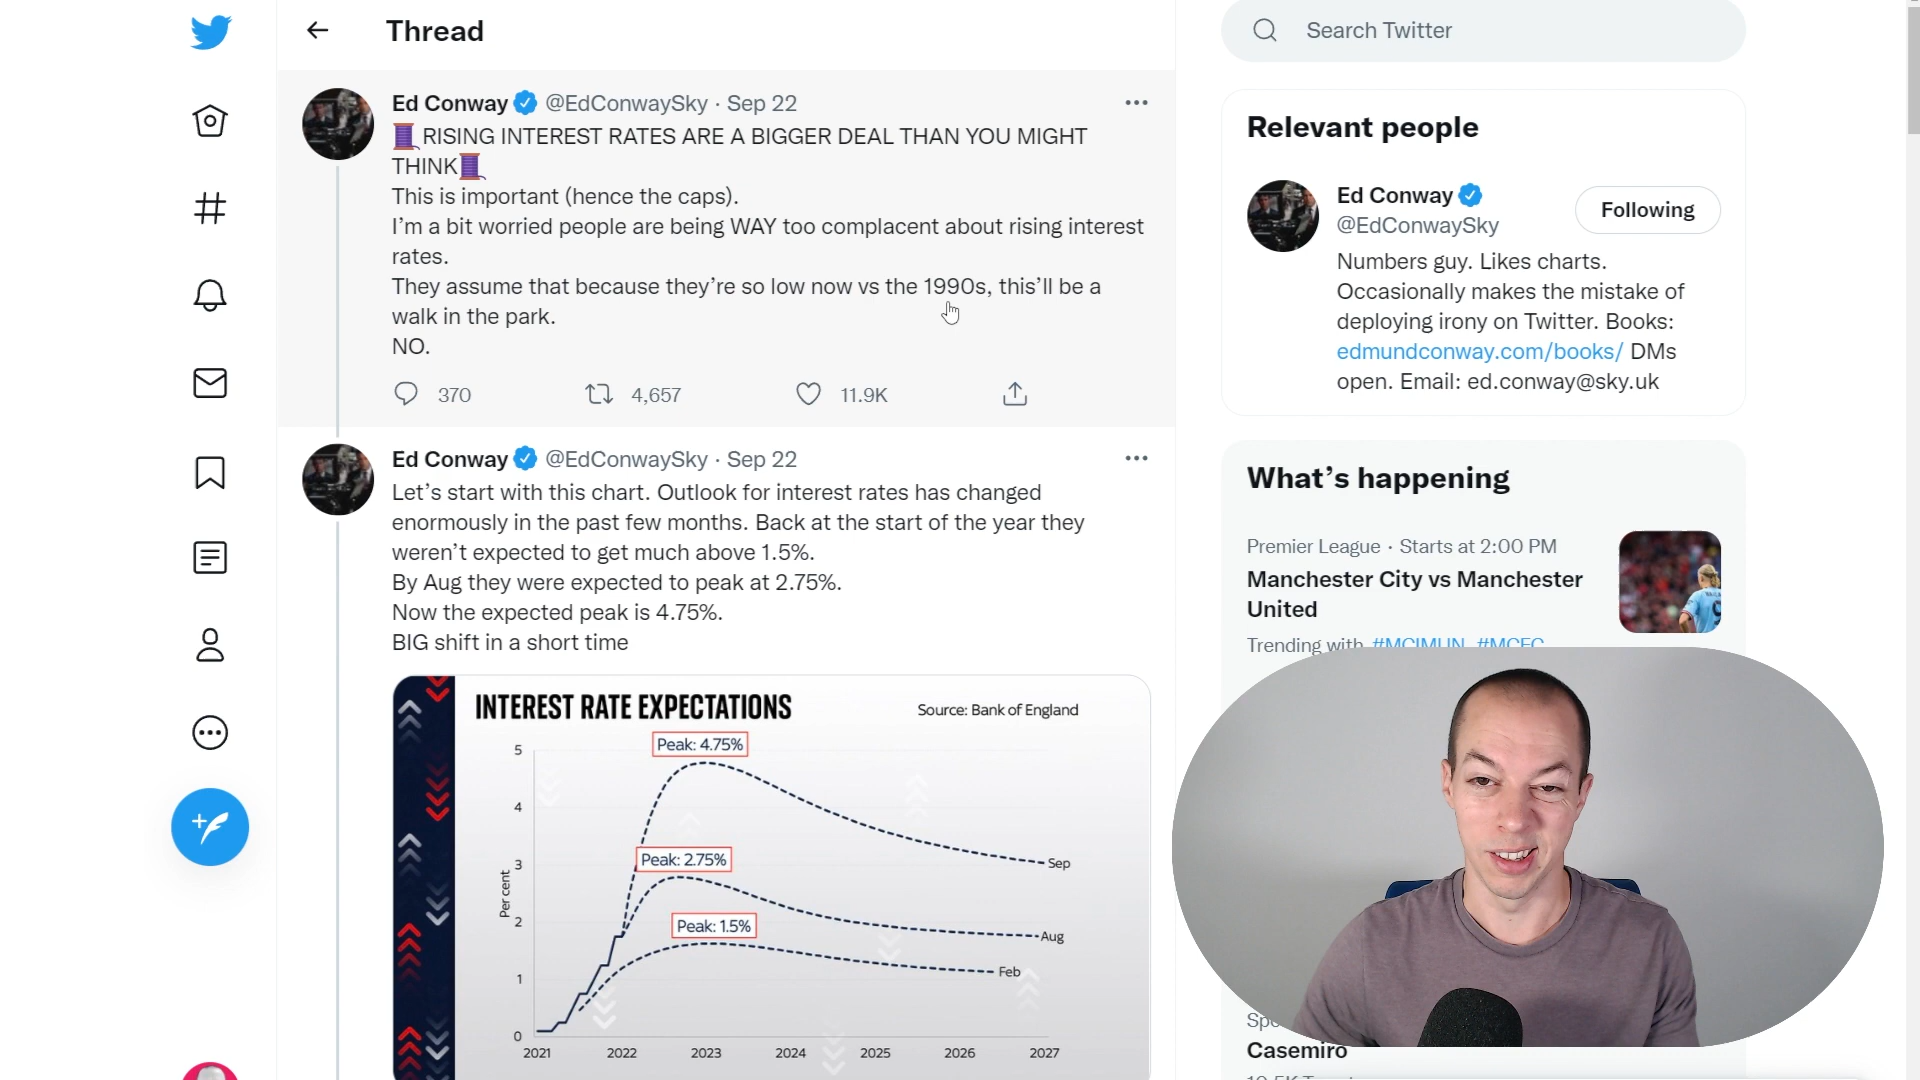 Thread
Search Twitter
Ed Conway @EdConwaySky · Sep 22
RISING INTEREST RATES ARE A BIGGER DEAL THAN YOU MIGHT
THINK
This is important (hence the caps).
I’m a bit worried people are being WAY too complacent about rising interest
rates.
They assume that because they’re so low now vs the 1990s, this’ll be a
walk in the park.
NO.
370 4,657 11.9K
Ed Conway @EdConwaySky · Sep 22
Let’s start with this chart. Outlook for interest rates has changed
enormously in the past few months. Back at the start of the year they
weren’t expected to get much above 1.5%.
By Aug they were expected to peak at 2.75%.
Now the expected peak is 4.75%.
BIG shift in a short time
INTEREST RATE EXPECTATIONS
Source: Bank of England
Per cent
5
4
3
2
1
0
Peak: 4.75%
Peak: 2.75%
Peak: 1.5%
Sep
Aug
Feb
2021 2022 2023 2024 2025 2026 2027
Relevant people
Ed Conway
@EdConwaySky
Following
Numbers guy. Likes charts.
Occasionally makes the mistake of
deploying irony on Twitter. Books:
edmundconway.com/books/ DMs
open. Email: ed.conway@sky.uk
What’s happening
Premier League · Starts at 2:00 PM
Manchester City vs Manchester
United
Trending with #MCIMUN, #MCFC
Casemiro